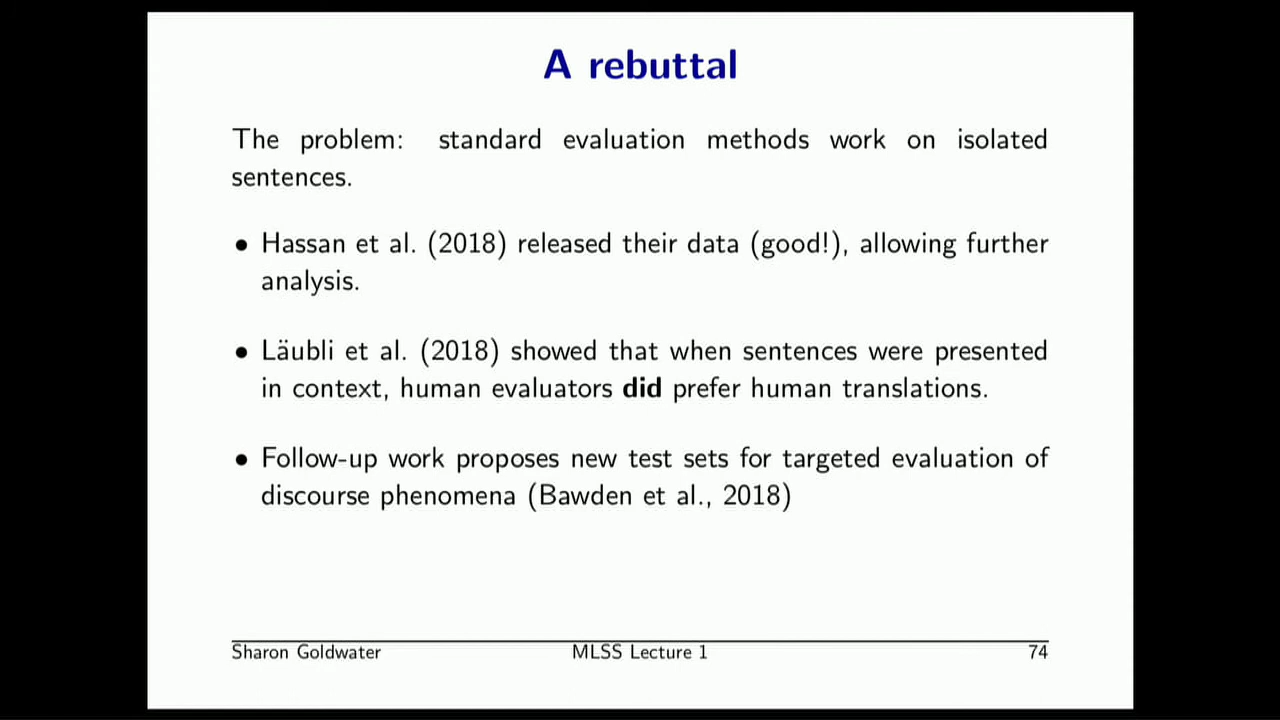 A rebuttal
The problem: standard evaluation methods work on isolated
sentences.
• Hassan et al. (2018) released their data (good!), allowing further
analysis.
• Läubli et al. (2018) showed that when sentences were presented
in context, human evaluators did prefer human translations.
• Follow-up work proposes new test sets for targeted evaluation of
discourse phenomena (Bawden et al., 2018)
Sharon Goldwater MLSS Lecture 1 74